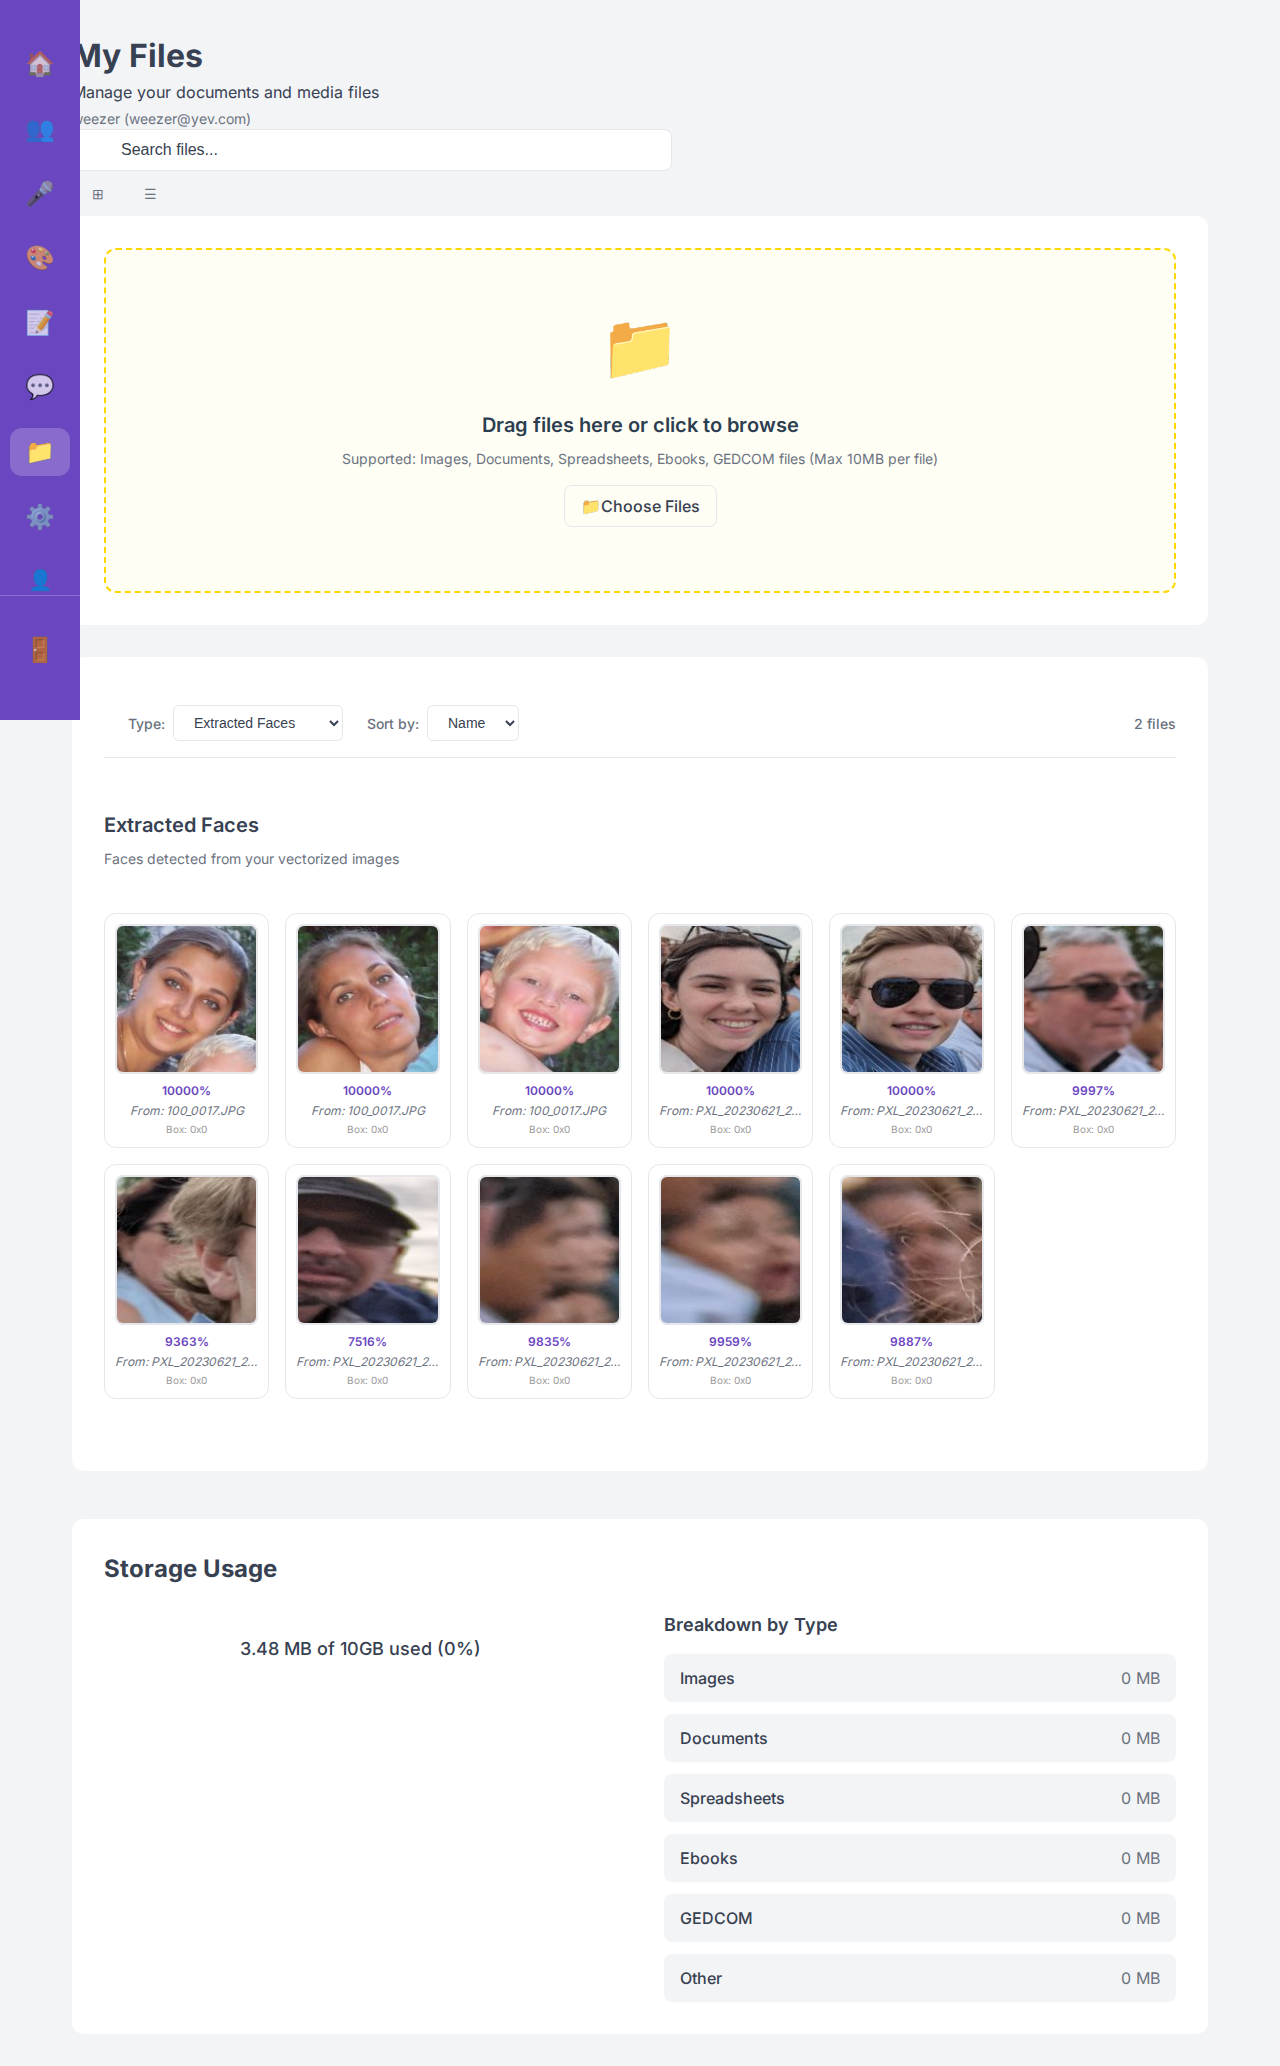 My Files
Manage your documents and media files
weezer (weezer@yev.com)
Search files...
Drag files here or click to browse
Supported: Images, Documents, Spreadsheets, Ebooks, GEDCOM files (Max 10MB per file)
Choose Files
Type: Extracted Faces Sort by: Name 2 files
Extracted Faces
Faces detected from your vectorized images
10000% 10000% 10000% 10000% 10000% 9997%
From: 100_0017.JPG From: 100_0017.JPG From: 100_0017.JPG From: PXL_20230621_2... From: PXL_20230621_2... From: PXL_20230621_2...
Box: 0x0 Box: 0x0 Box: 0x0 Box: 0x0 Box: 0x0 Box: 0x0
9363% 7516% 9835% 9959% 9887%
From: PXL_20230621_2... From: PXL_20230621_2... From: PXL_20230621_2... From: PXL_20230621_2... From: PXL_20230621_2...
Box: 0x0 Box: 0x0 Box: 0x0 Box: 0x0 Box: 0x0
Storage Usage
3.48 MB of 10GB used (0%)
Breakdown by Type
Images 0 MB
Documents 0 MB
Spreadsheets 0 MB
Ebooks 0 MB
GEDCOM 0 MB
Other 0 MB